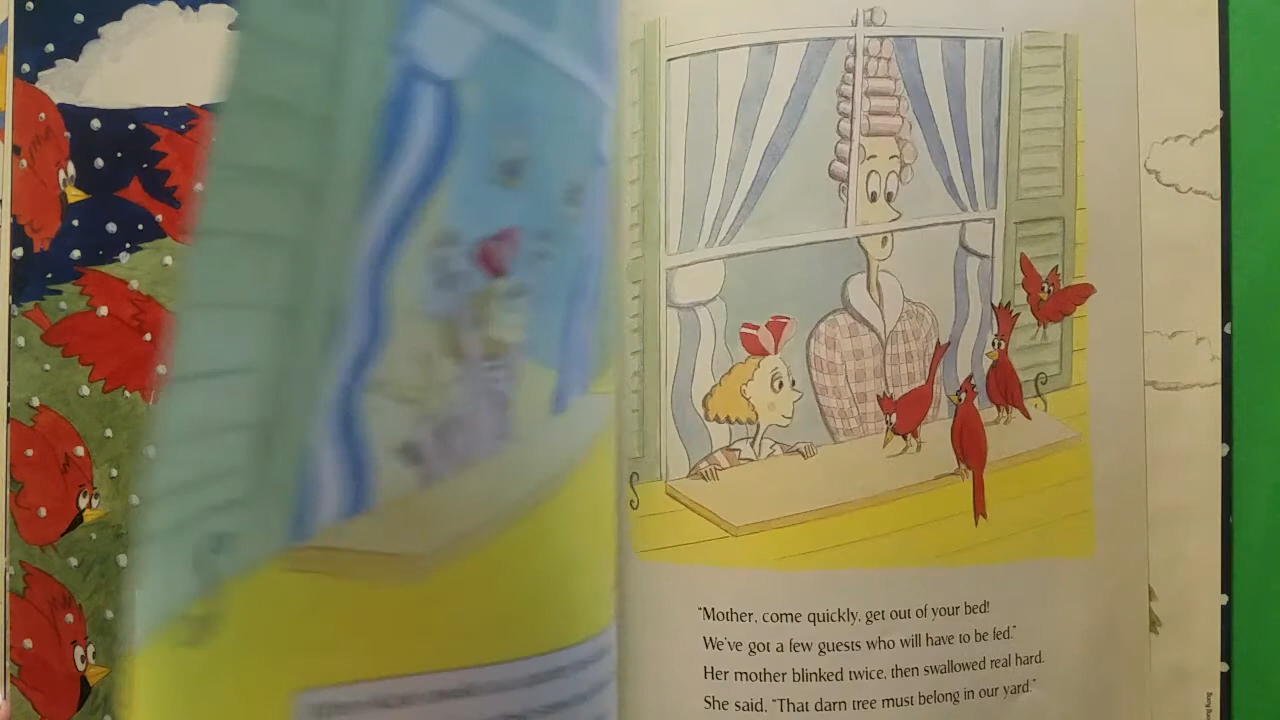 "Mother, come quickly, get out of your bed!
We've got a few guests who will have to be fed."
Her mother blinked twice, then swallowed real hard.
She said, "That darn tree must belong in our yard."